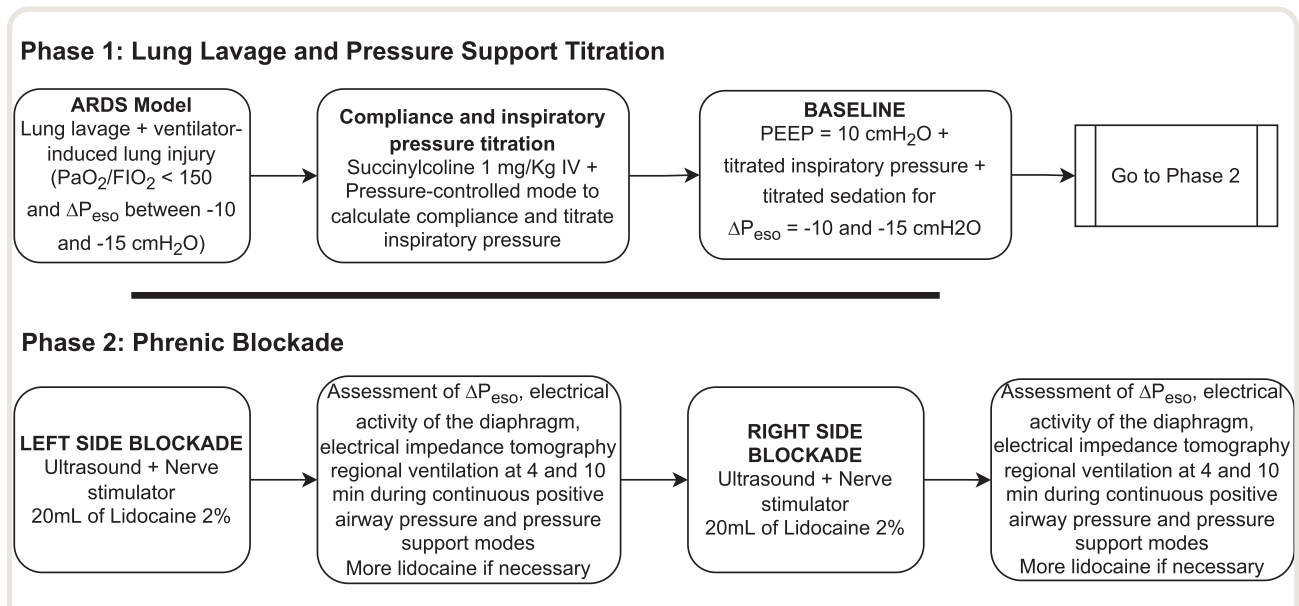 Phase 1: Lung Lavage and Pressure Support Titration
ARDS Model
Lung lavage + ventilator-
induced lung injury
(PaO2/FIO2 < 150
and ΔPeso between -10
and -15 cmH2O)
Compliance and inspiratory
pressure titration
Succinylcoline 1 mg/Kg IV +
Pressure-controlled mode to
calculate compliance and titrate
inspiratory pressure
BASELINE
PEEP = 10 cmH2O +
titrated inspiratory pressure +
titrated sedation for
ΔPeso = -10 and -15 cmH2O
Go to Phase 2
Phase 2: Phrenic Blockade
LEFT SIDE BLOCKADE
Ultrasound + Nerve
stimulator
20mL of Lidocaine 2%
Assessment of ΔPeso, electrical
activity of the diaphragm,
electrical impedance tomography
regional ventilation at 4 and 10
min during continuous positive
airway pressure and pressure
support modes
More lidocaine if necessary
RIGHT SIDE
BLOCKADE
Ultrasound + Nerve
stimulator
20mL of Lidocaine 2%
Assessment of ΔPeso, electrical
activity of the diaphragm,
electrical impedance tomography
regional ventilation at 4 and 10
min during continuous positive
airway pressure and pressure
support modes
More lidocaine if necessary